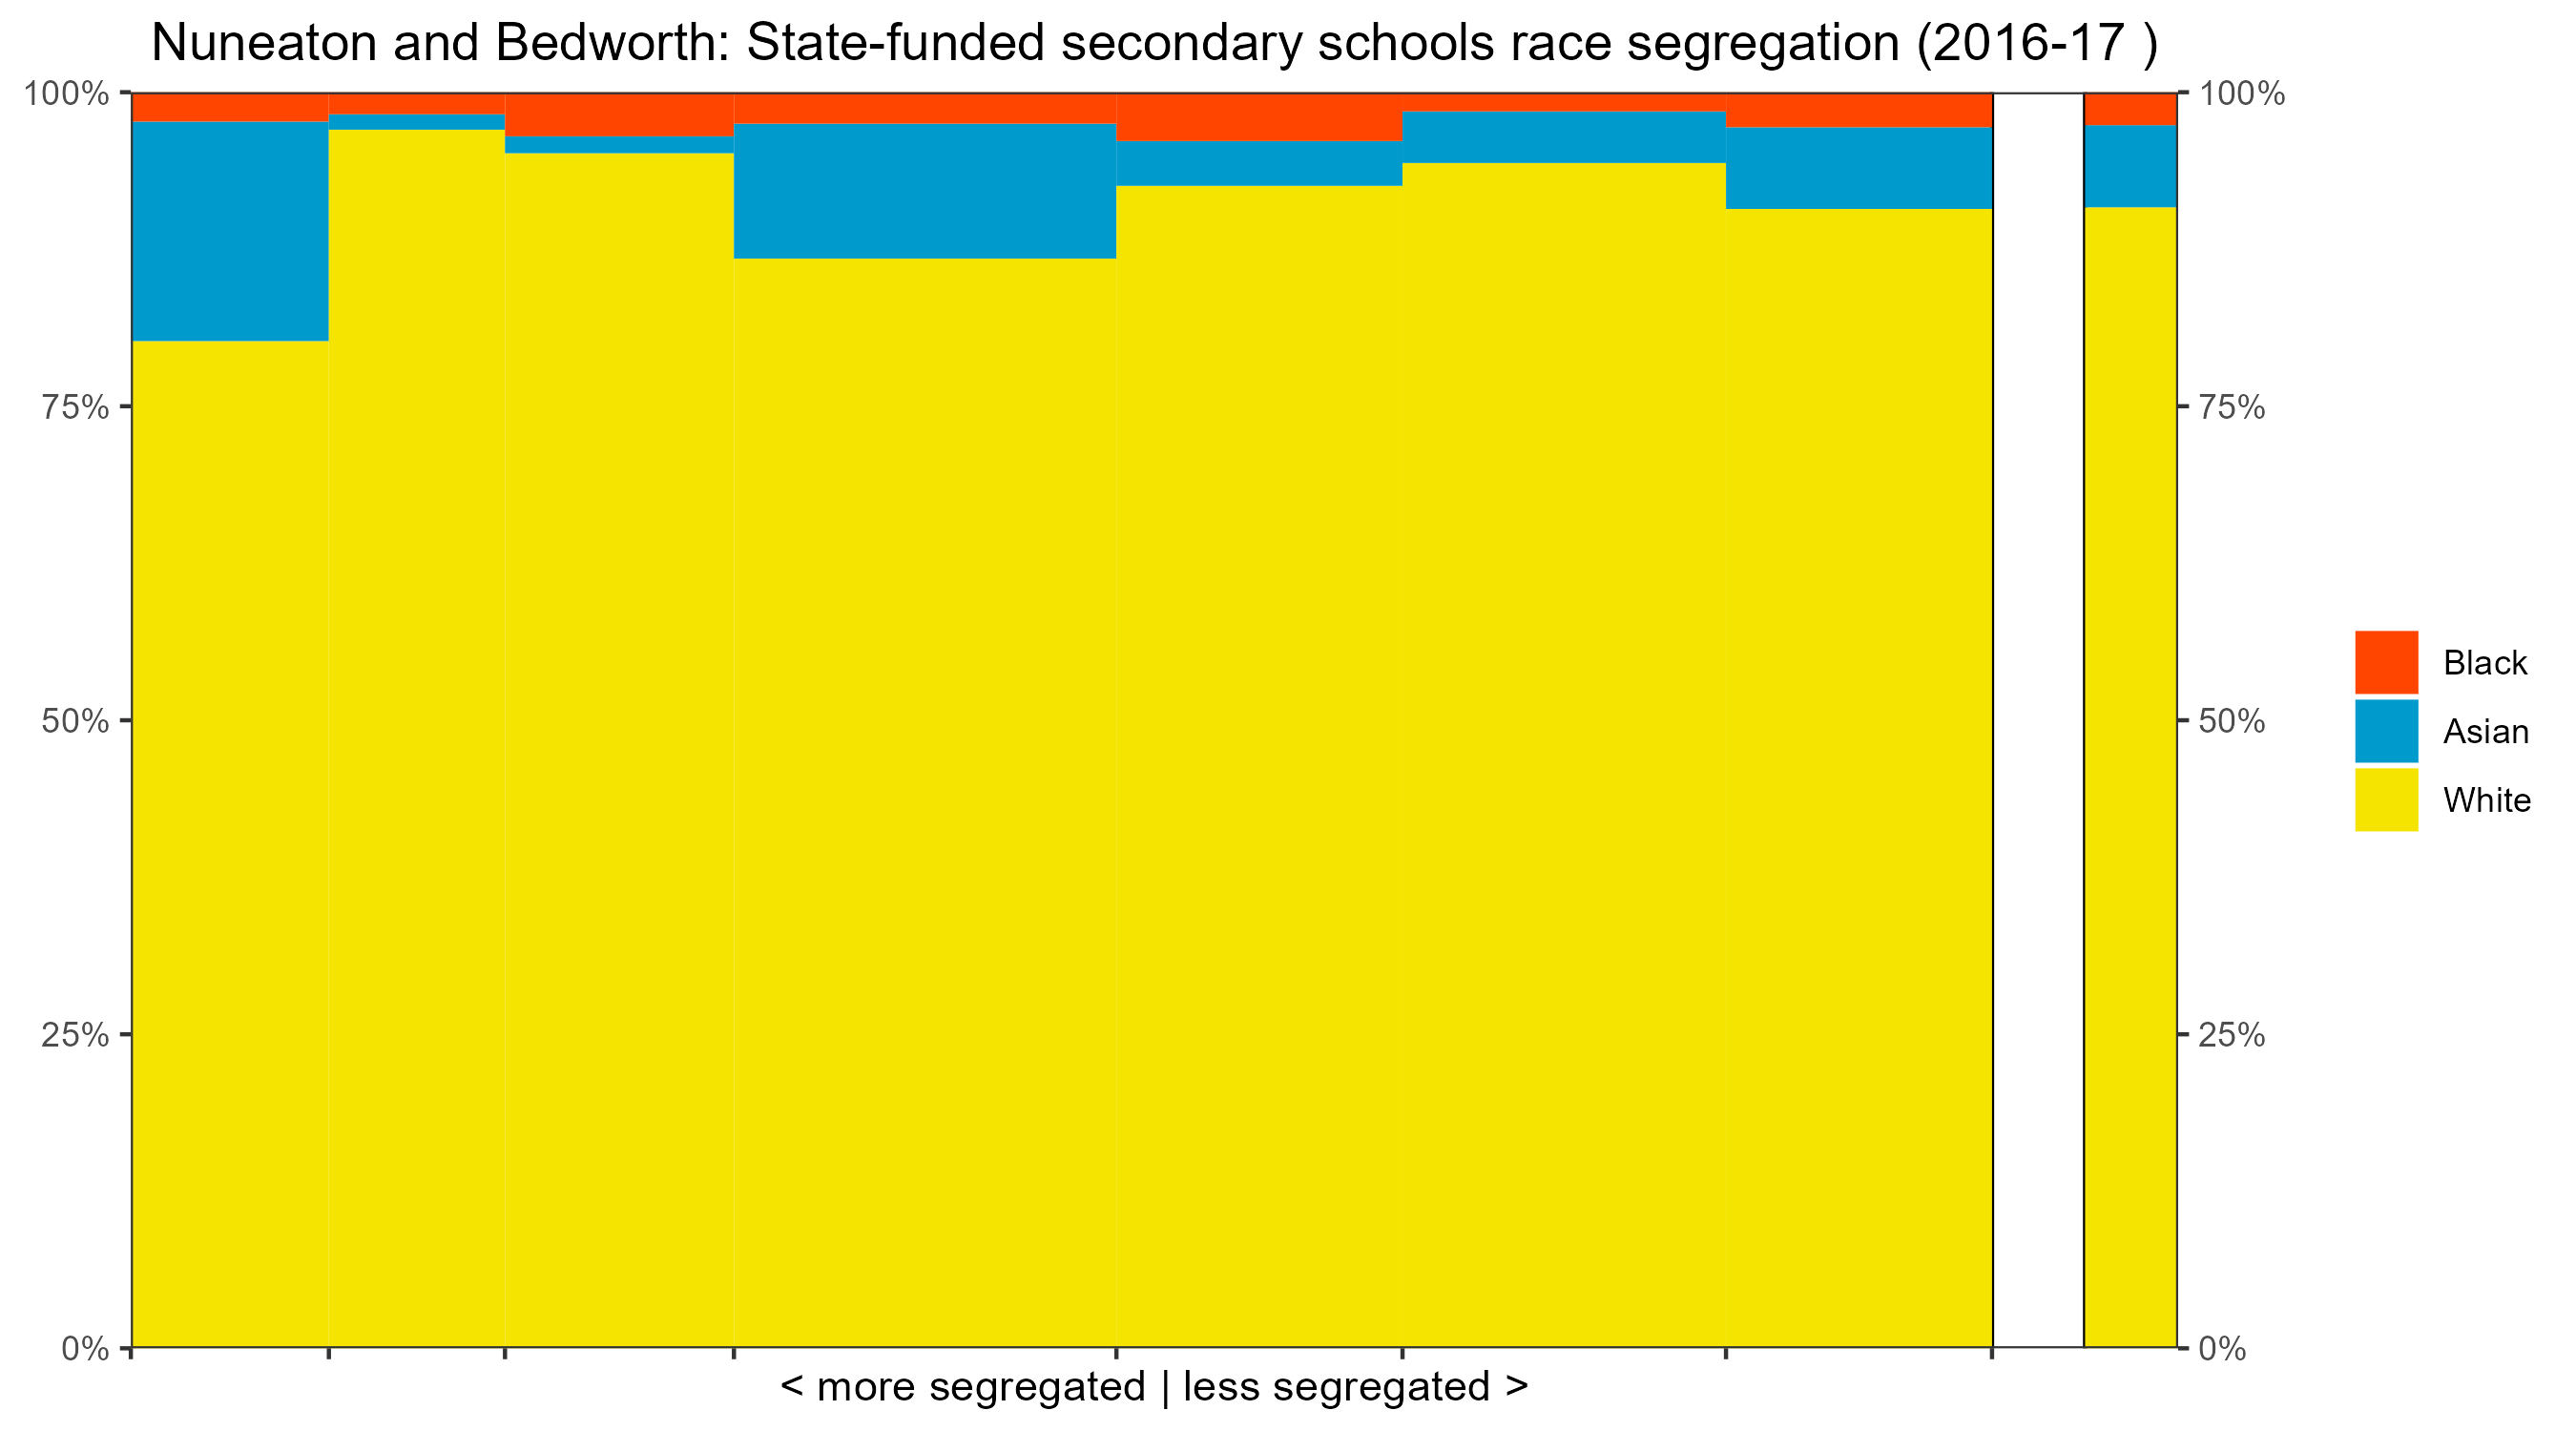 Nuneaton and Bedworth: State-funded secondary schools race segregation (2016-17 )
100%
100%
75%
75%
50%
50%
25%
25%
0%
0%
Black
Asian
White
< more segregated | less segregated >